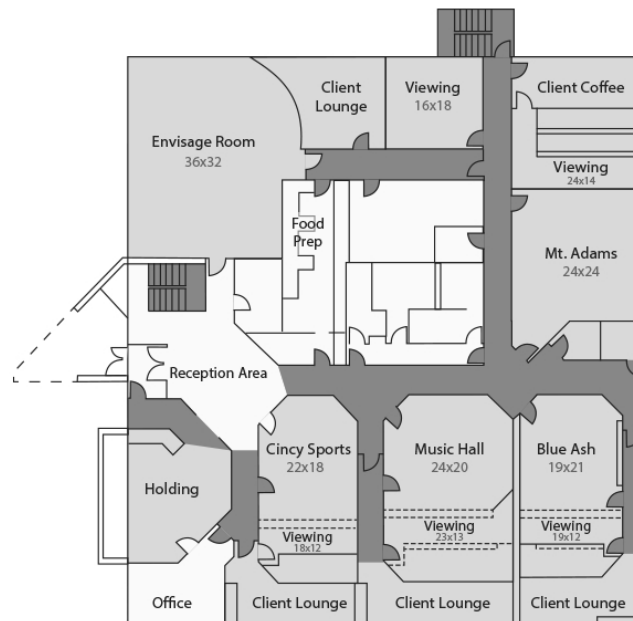 Client
Lounge
Viewing
16x18
Client Coffee
Envisage Room
36x32
Viewing
24x14
Food
Prep
Mt. Adams
24x24
Reception Area
Cincy Sports
22x18
Music Hall
24x20
Blue Ash
19x21
Holding
Viewing
18x12
Viewing
23x13
Viewing
19x12
Office
Client Lounge
Client Lounge
Client Lounge